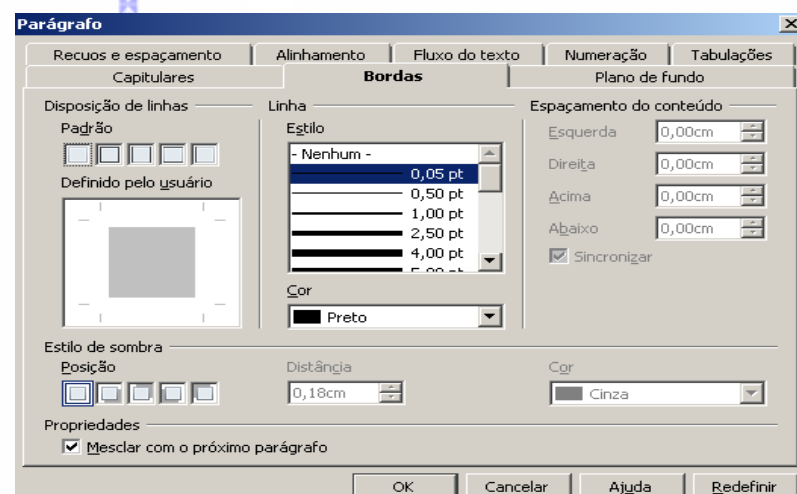 Parágrafo
Recuos e espaçamento Alinhamento Fluxo do texto Numeração Tabulações
Capitulares Bordas Plano de fundo
Disposição de linhas
Padrão
Definido pelo usuário
Linha
Estilo
- Nenhum -
0,05 pt
0,50 pt
1,00 pt
2,50 pt
4,00 pt
5,00 pt
Cor
Preto
Espaçamento do conteúdo
Esquerda 0,00cm
Direita 0,00cm
Acima 0,00cm
Abaixo 0,00cm
Sincronizar
Estilo de sombra
Posição
Distância
0,18cm
Cor
Cinza
Propriedades
Mesclar com o próximo parágrafo
OK Cancelar Ajuda Redefinir